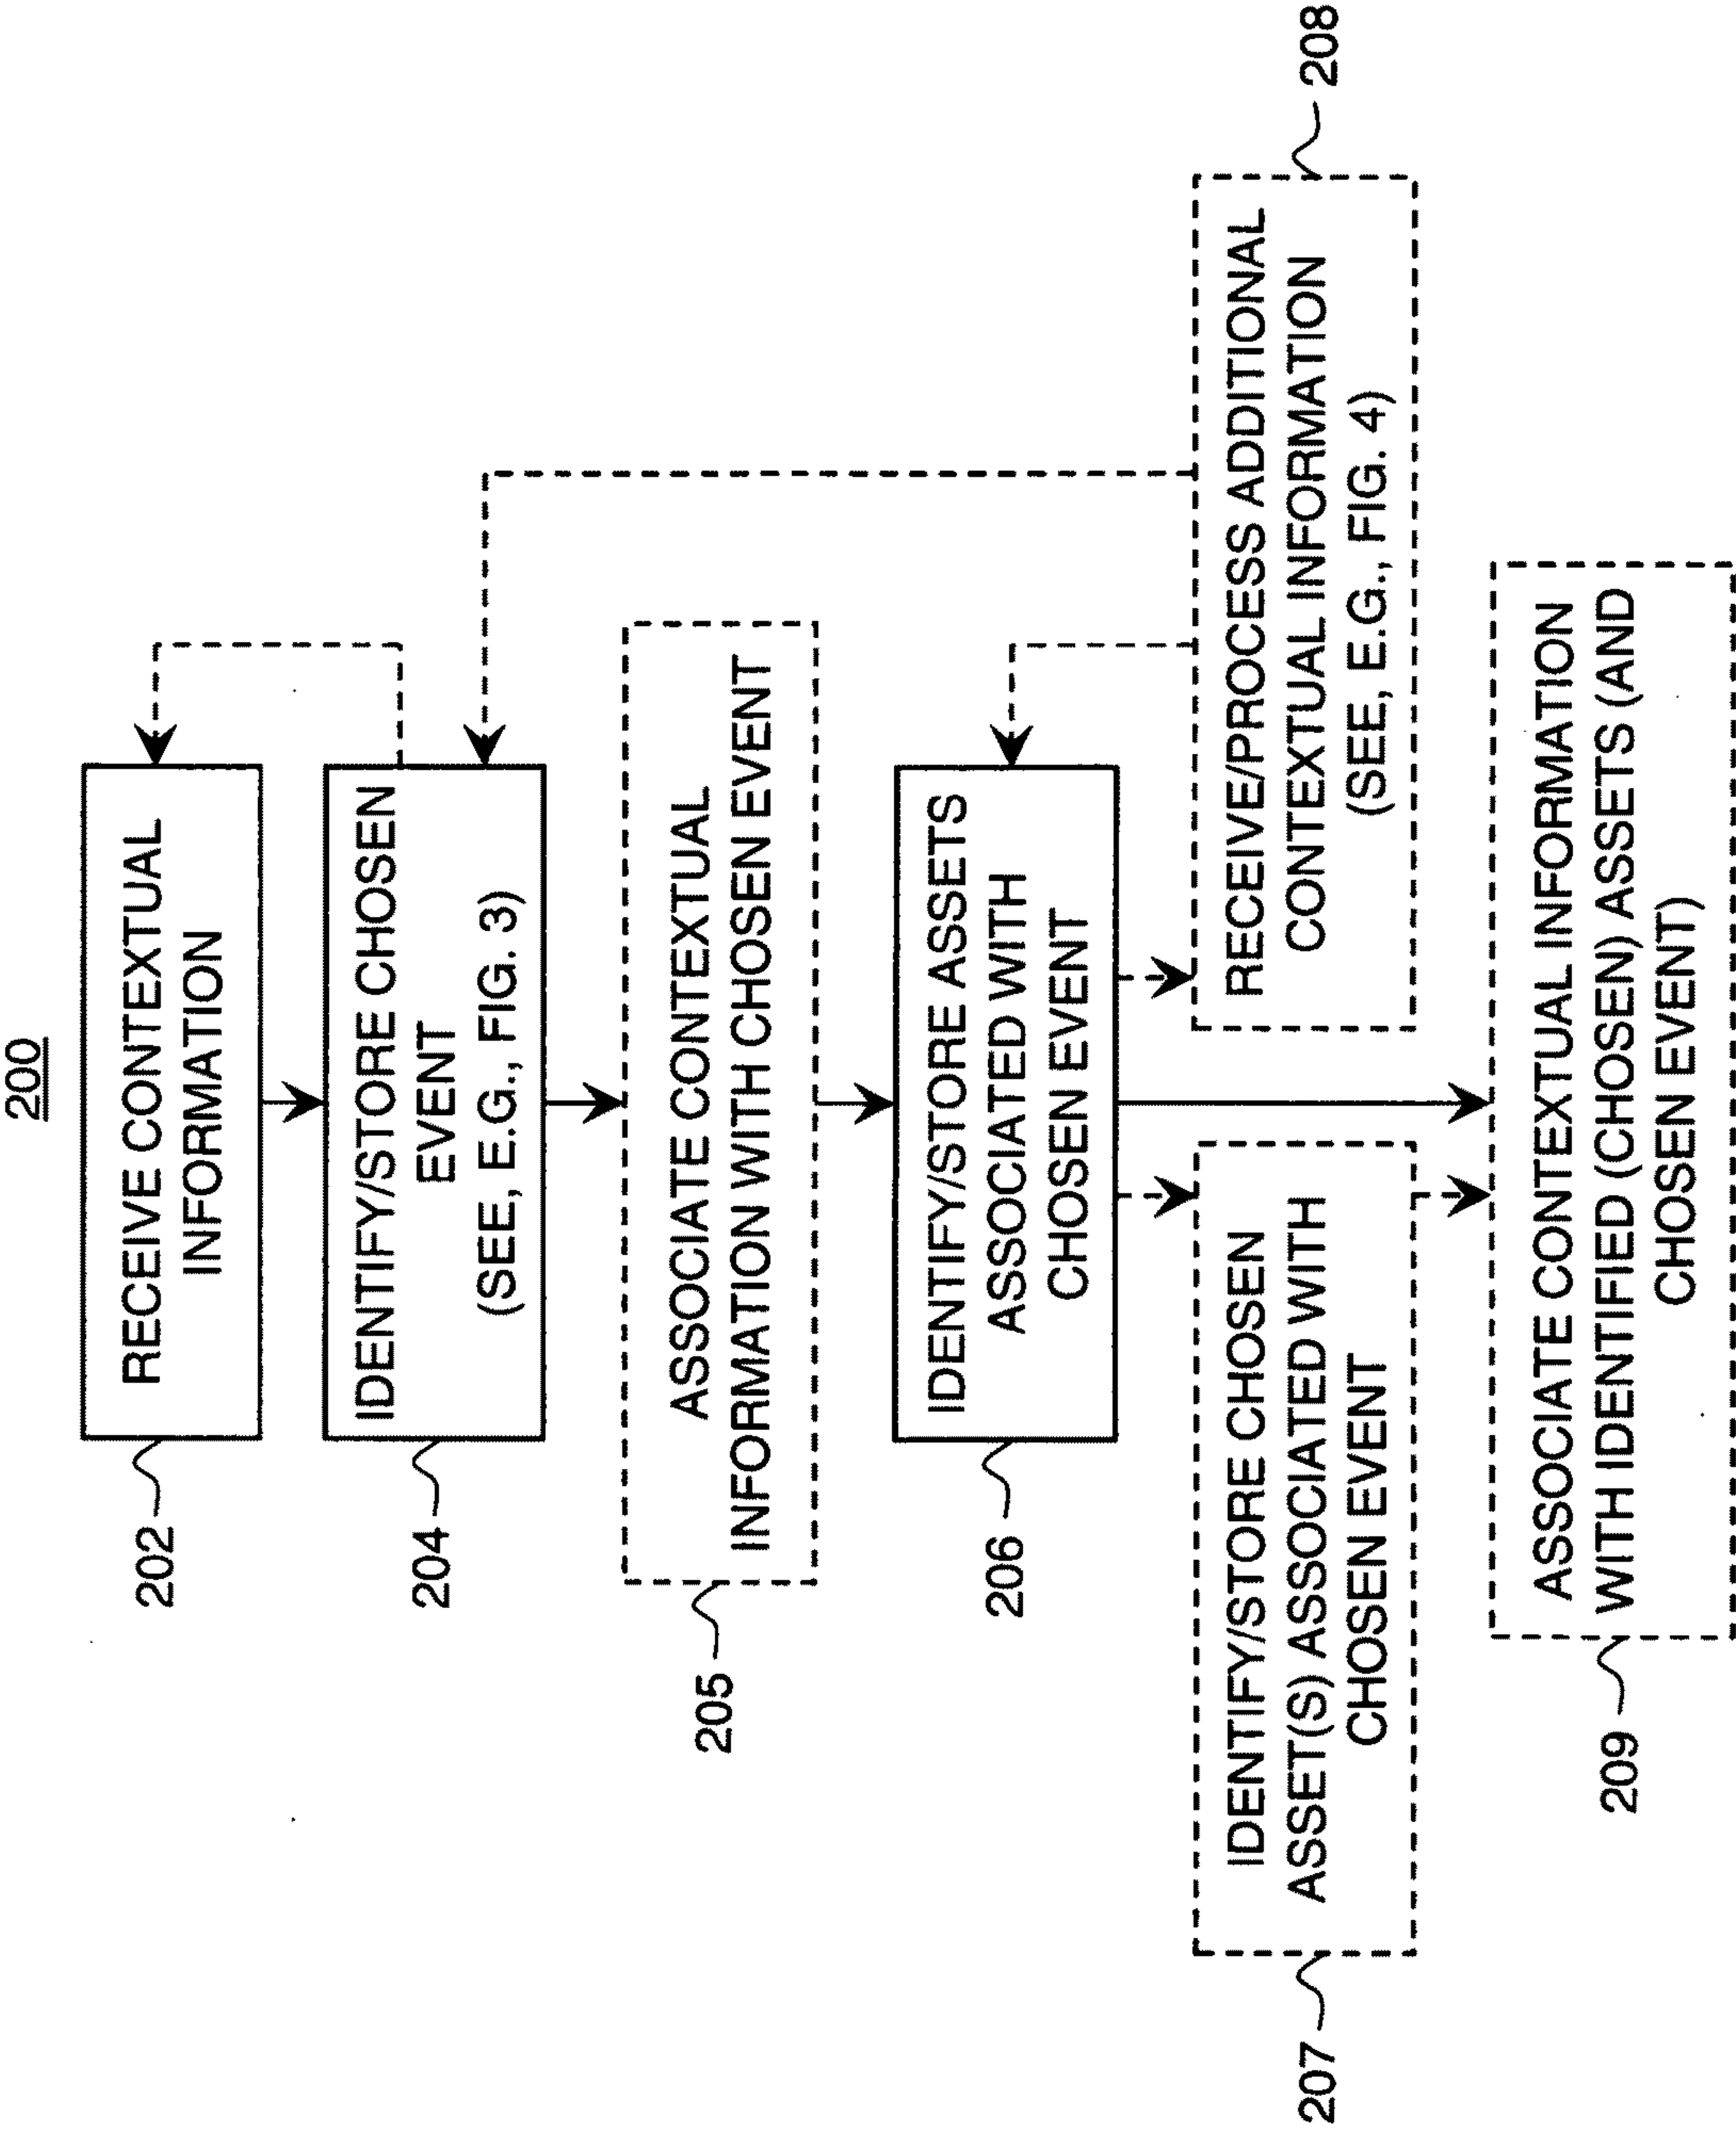 200
RECEIVE CONTEXTUAL
INFORMATION
202
IDENTIFY/STORE CHOSEN
EVENT
(SEE, E.G., FIG. 3)
204
ASSOCIATE CONTEXTUAL
INFORMATION WITH CHOSEN EVENT
205
IDENTIFY/STORE ASSETS
ASSOCIATED WITH
CHOSEN EVENT
206
IDENTIFY/STORE CHOSEN
ASSET(S) ASSOCIATED WITH
CHOSEN EVENT
207
RECEIVE/PROCESS ADDITIONAL
CONTEXTUAL INFORMATION
(SEE, E.G., FIG. 4)
208
ASSOCIATE CONTEXTUAL INFORMATION
WITH IDENTIFIED (CHOSEN) ASSETS (AND
CHOSEN EVENT)
209